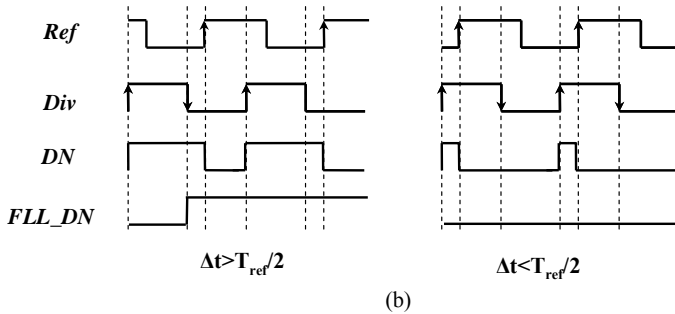 Ref
Div
DN
FLL_DN
Δt>Tref/2
Δt<Tref/2
(b)